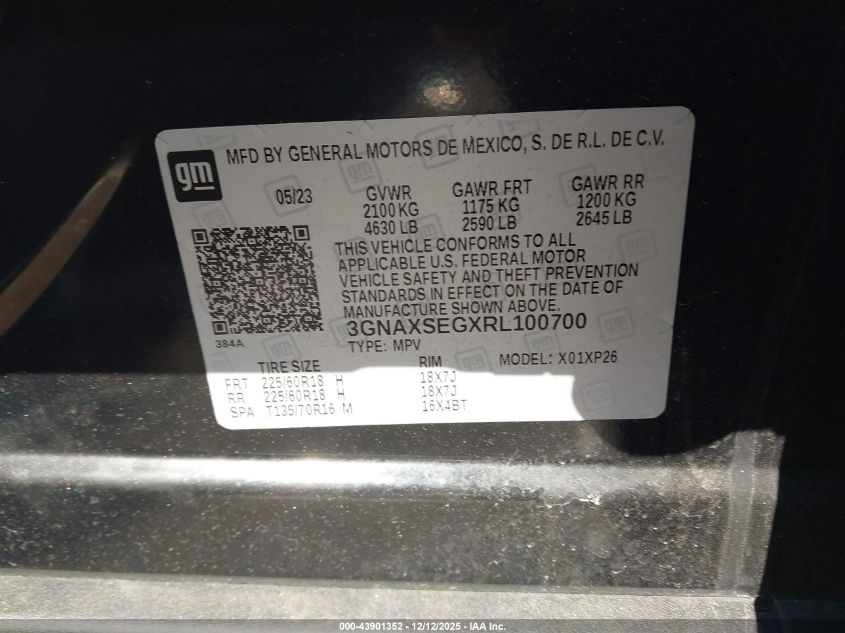 gm
MFD BY GENERAL MOTORS DE MEXICO, S. DE R.L. DE C.V.
05/23 GVWR GAWR FRT GAWR RR
2100 KG 1175 KG 1200 KG
4630 LB 2590 LB 2645 LB
THIS VEHICLE CONFORMS TO ALL
APPLICABLE U.S. FEDERAL MOTOR
VEHICLE SAFETY AND THEFT PREVENTION
STANDARDS IN EFFECT ON THE DATE OF
MANUFACTURE SHOWN ABOVE.
384A
3GNAXSEGXRL100700
TYPE: MPV
MODEL: X01XP26
TIRE SIZE RIM
FRT 225/60R18 H 18X7J
RR 225/60R18 H 18X7J
SPA T135/70R16 M 16X4BT
000-43901352 - 12/12/2025 - IAA Inc.